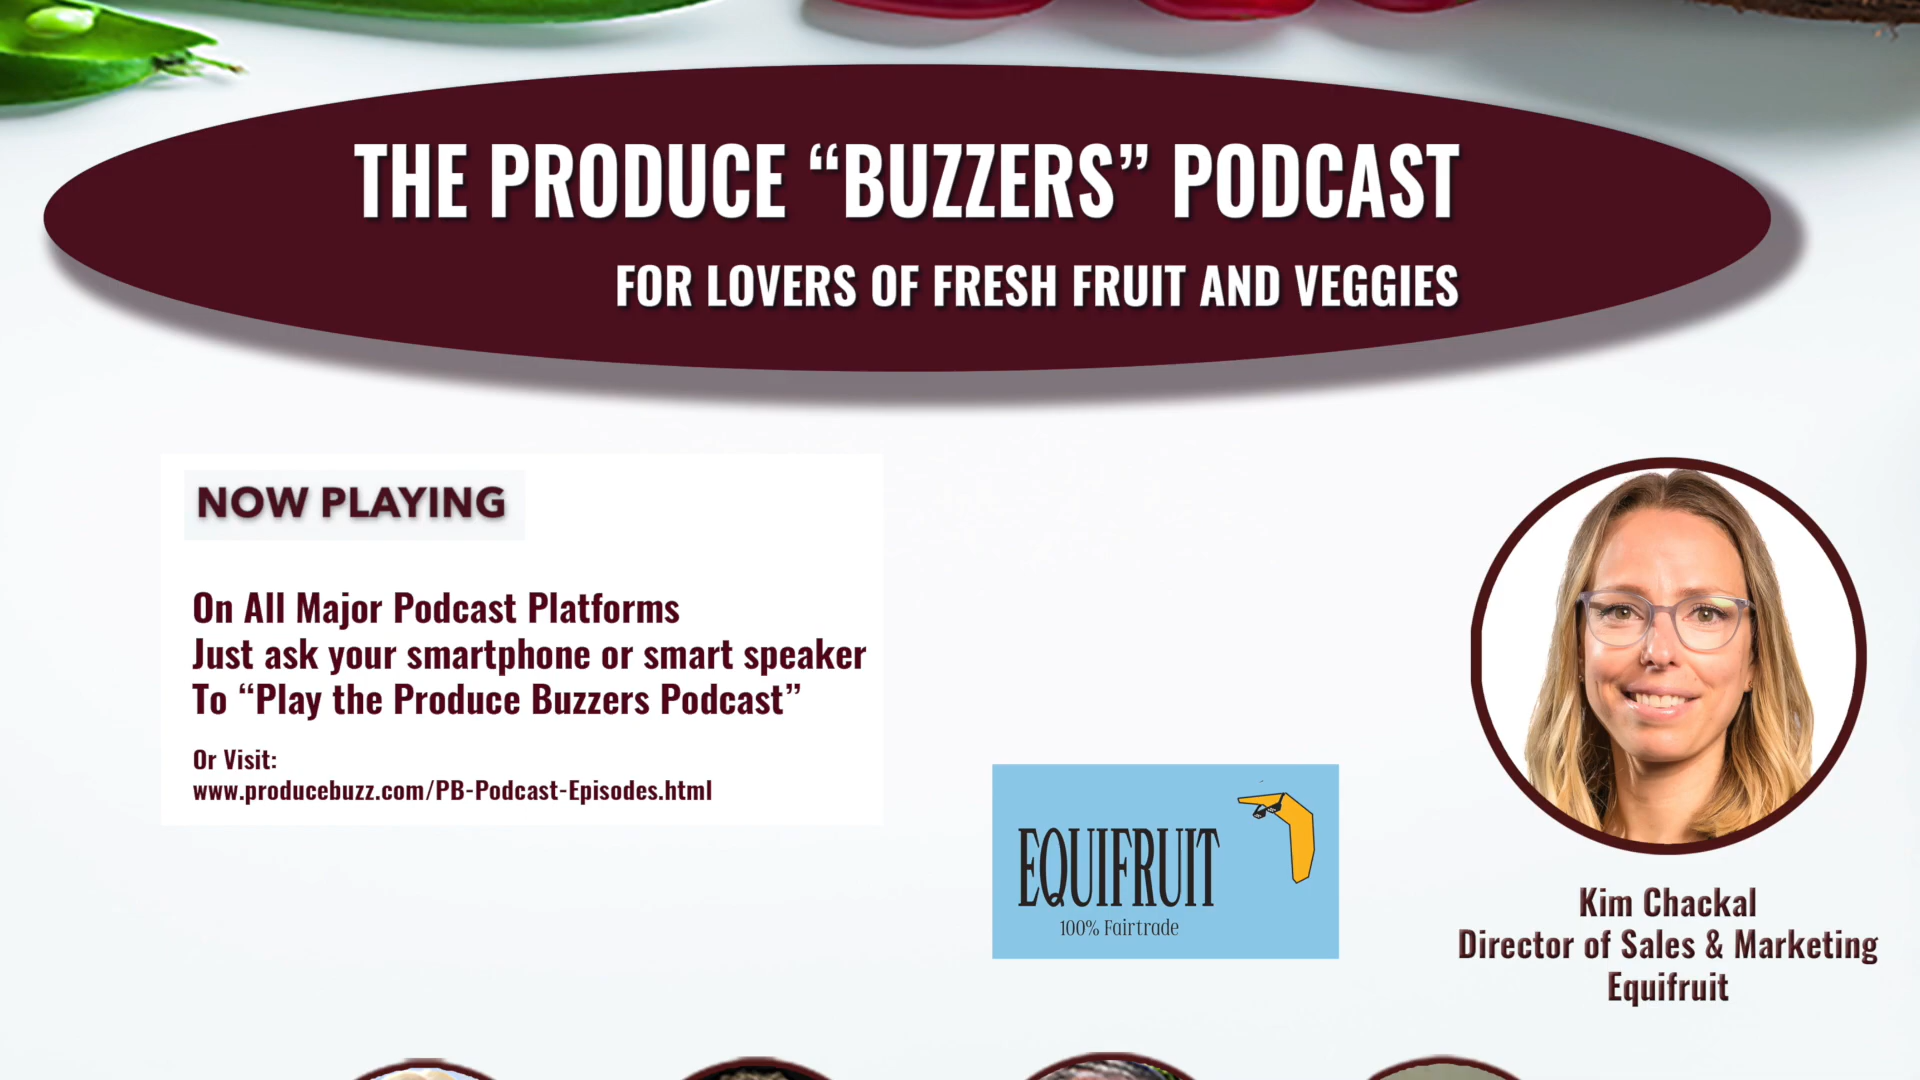 THE PRODUCE “BUZZERS” PODCAST
FOR LOVERS OF FRESH FRUIT AND VEGGIES
NOW PLAYING
On All Major Podcast Platforms
Just ask your smartphone or smart speaker
To “Play the Produce Buzzers Podcast”
Or Visit:
www.producebuzz.com/PB-Podcast-Episodes.html
EQUIFRUIT
100% Fairtrade
Kim Chackal
Director of Sales & Marketing
Equifruit